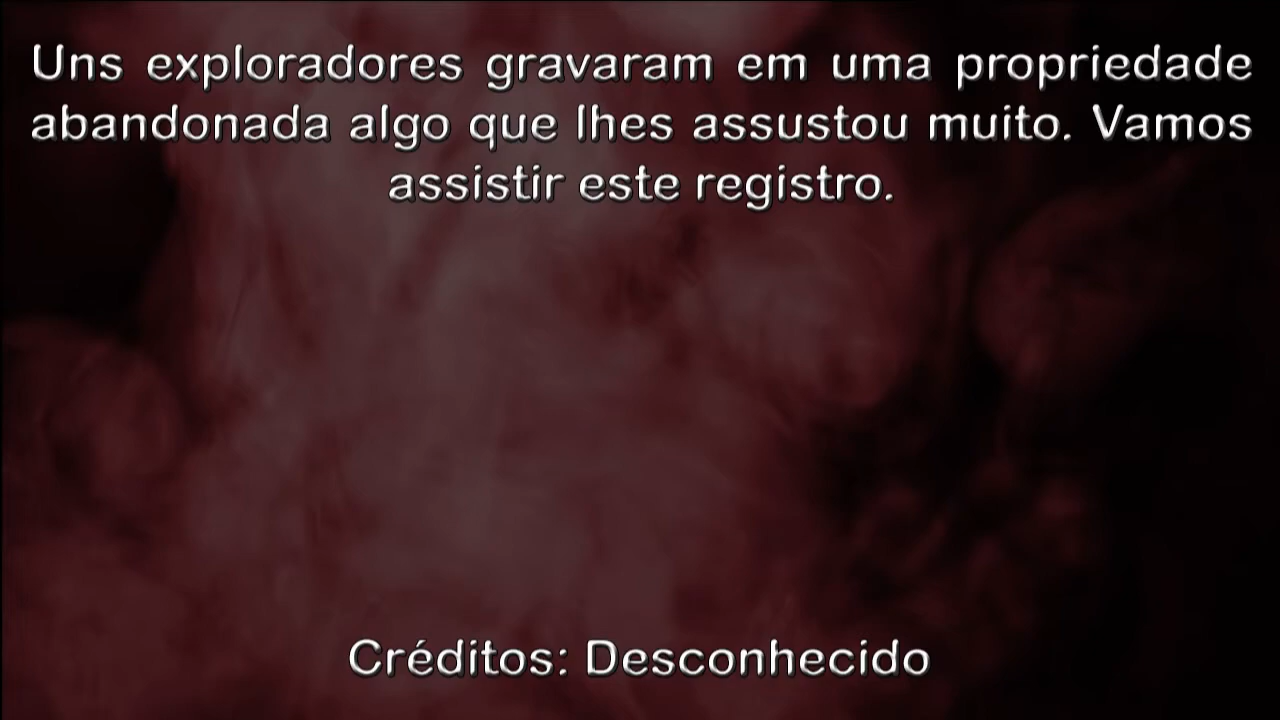 Uns exploradores gravaram em uma propriedade
abandonada algo que lhes assustou muito. Vamos
assistir este registro.
Créditos: Desconhecido